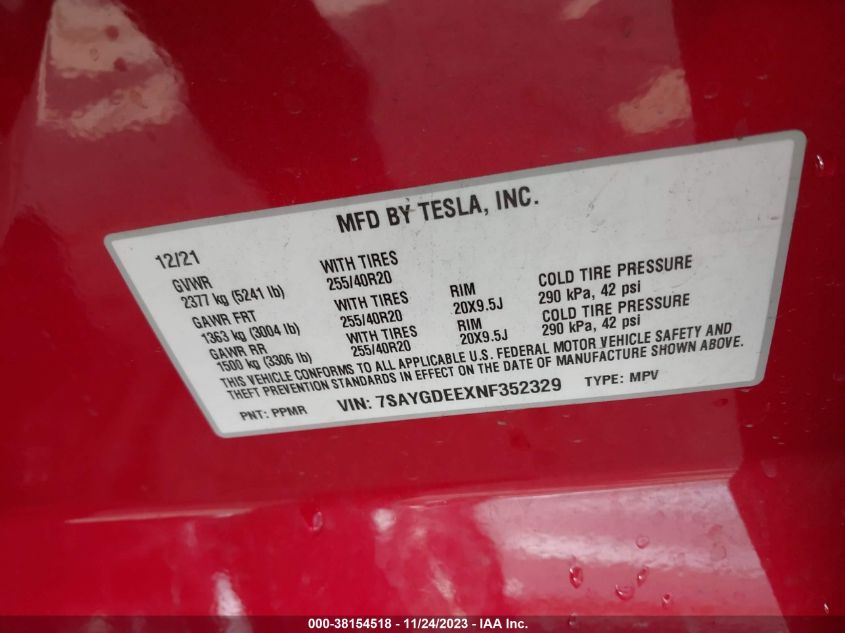 MFD BY TESLA, INC.
12/21
GVWR WITH TIRES
2377 kg (5241 lb) 255/40R20
GAWR FRT WITH TIRES RIM COLD TIRE PRESSURE
1363 kg (3004 lb) 255/40R20 20X9.5J 290 kPa, 42 psi
GAWR RR WITH TIRES RIM COLD TIRE PRESSURE
1500 kg (3306 lb) 255/40R20 20X9.5J 290 kPa, 42 psi
THIS VEHICLE CONFORMS TO ALL APPLICABLE U.S. FEDERAL MOTOR VEHICLE SAFETY AND
THEFT PREVENTION STANDARDS IN EFFECT ON THE DATE OF MANUFACTURE SHOWN ABOVE.
PNT: PPMR VIN: 7SAYGDEEXNF352329 TYPE: MPV
000-38154518 - 11/24/2023 - IAA Inc.